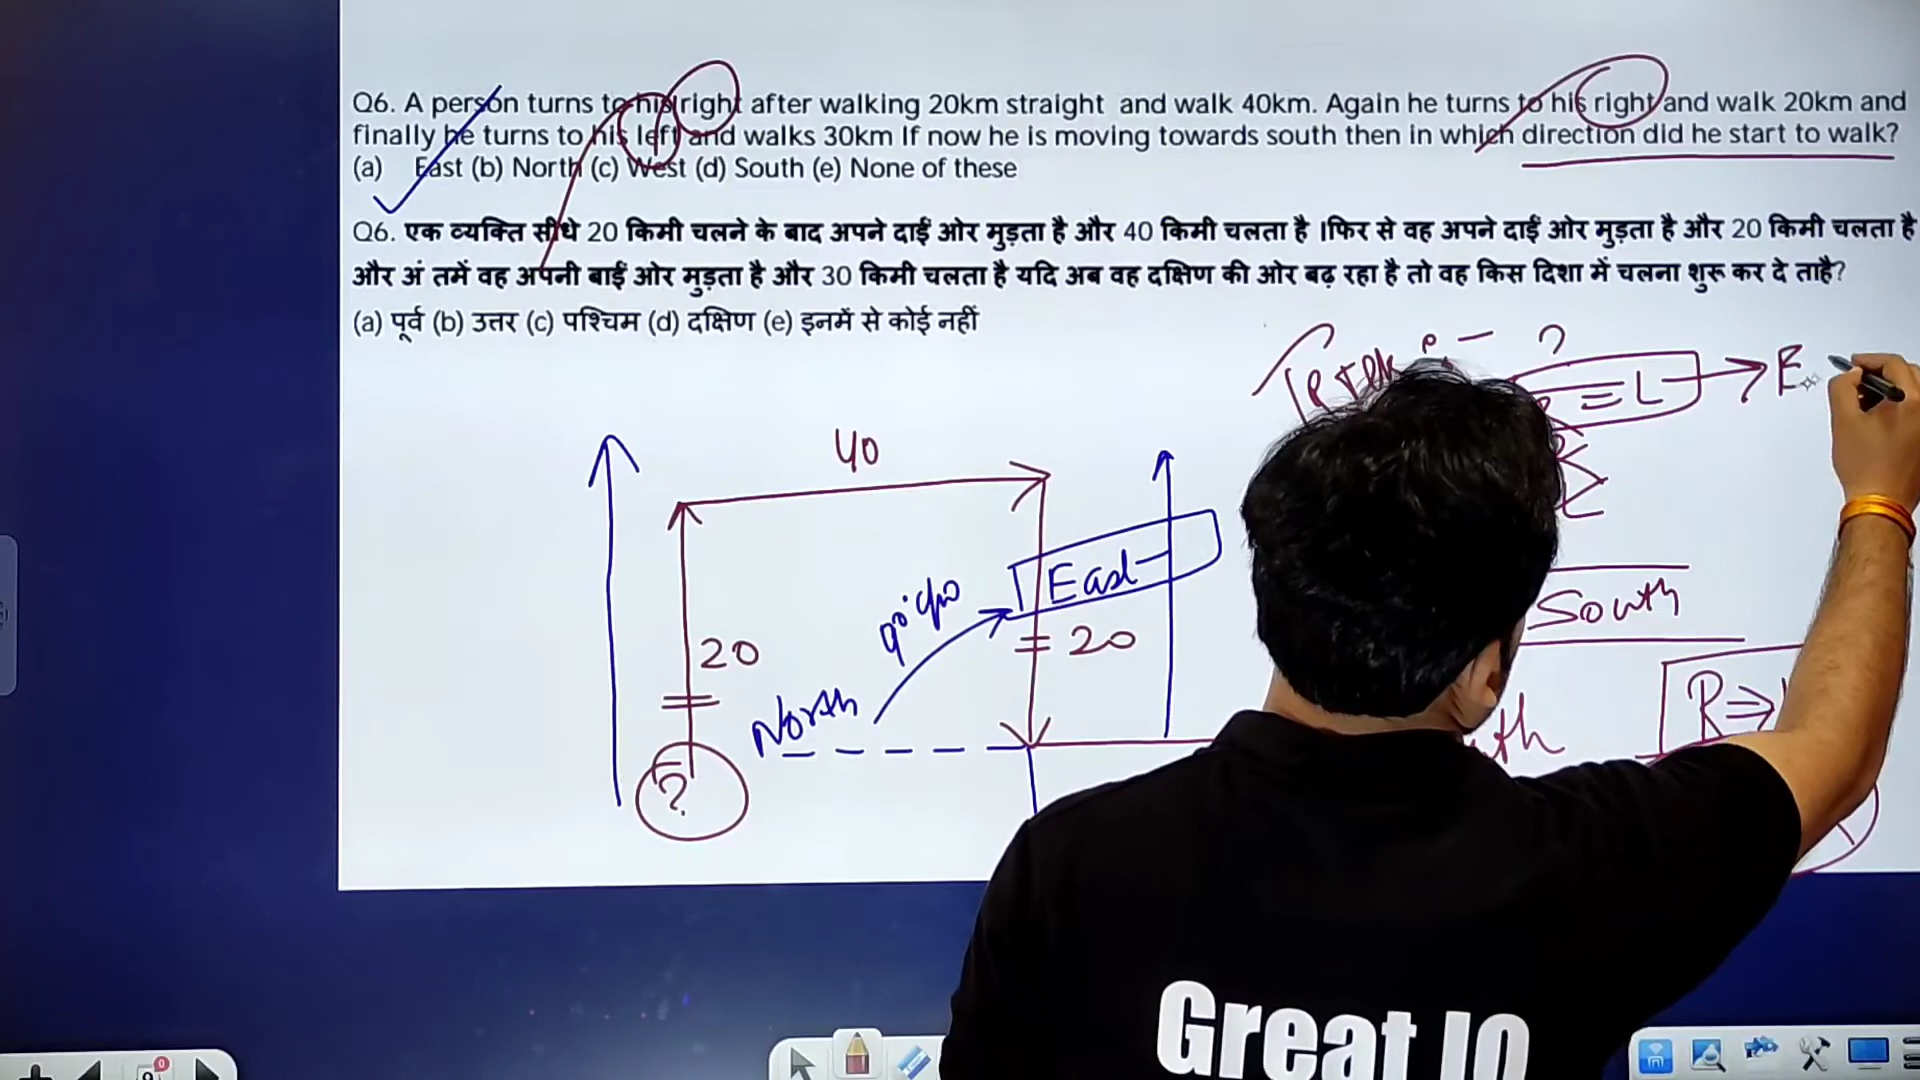 Q6. A person turns to his right after walking 20km straight and walk 40km. Again he turns to his right and walk 20km and
finally he turns to his left and walks 30km If now he is moving towards south then in which direction did he start to walk?
(a) East (b) North (c) West (d) South (e) None of these
Q6. एक व्यक्ति सीधे 20 किमी चलने के बाद अपने दाईं ओर मुड़ता है और 40 किमी चलता है ।फिर से वह अपने दाईं ओर मुड़ता है और 20 किमी चलता है
और अं तमें वह अपनी बाईं ओर मुड़ता है और 30 किमी चलता है यदि अब वह दक्षिण की ओर बढ़ रहा है तो वह किस दिशा में चलना शुरू कर दे ताहै?
(a) पूर्व (b) उत्तर (c) पश्चिम (d) दक्षिण (e) इनमें से कोई नहीं
?
= L → E
40
East
South
20
= 20
North
R ⇒
?
Great IQ